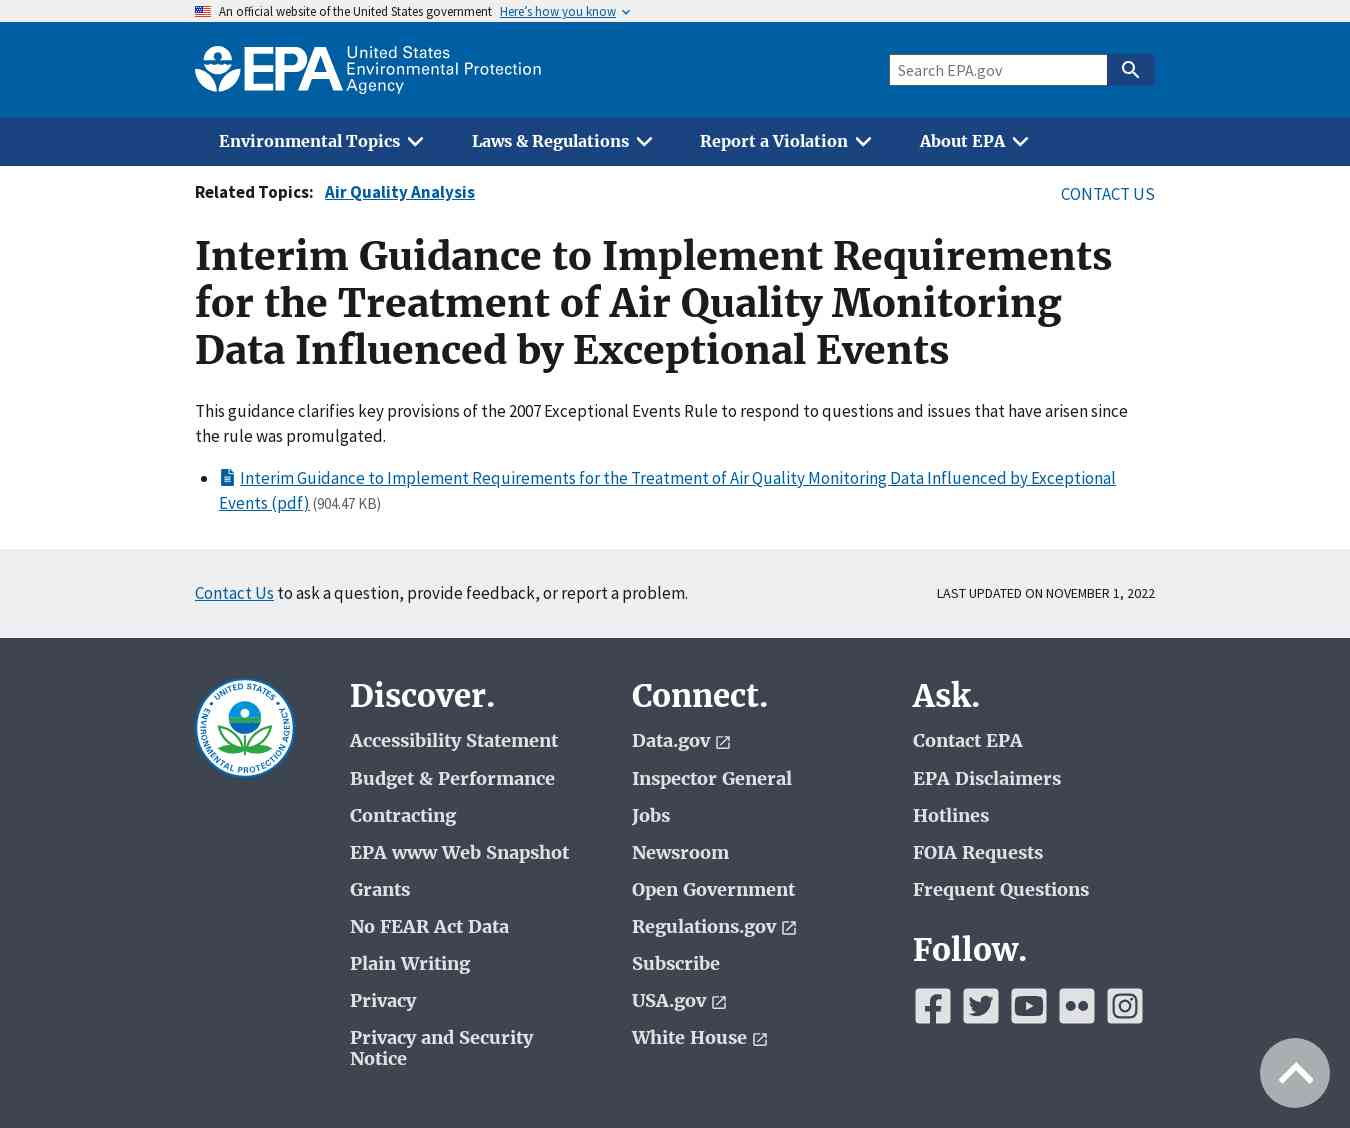 An official website of the United States government Here's how you know
EPA United States
Environmental Protection
Agency
Search EPA.gov
Environmental Topics Laws & Regulations Report a Violation About EPA
Related Topics: Air Quality Analysis CONTACT US
Interim Guidance to Implement Requirements
for the Treatment of Air Quality Monitoring
Data Influenced by Exceptional Events
This guidance clarifies key provisions of the 2007 Exceptional Events Rule to respond to questions and issues that have arisen since
the rule was promulgated.
Interim Guidance to Implement Requirements for the Treatment of Air Quality Monitoring Data Influenced by Exceptional
Events (pdf) (904.47 KB)
Contact Us to ask a question, provide feedback, or report a problem. LAST UPDATED ON NOVEMBER 1, 2022
UNITED STATES ENVIRONMENTAL PROTECTION AGENCY
Discover.
Accessibility Statement
Budget & Performance
Contracting
EPA www Web Snapshot
Grants
No FEAR Act Data
Plain Writing
Privacy
Privacy and Security
Notice
Connect.
Data.gov
Inspector General
Jobs
Newsroom
Open Government
Regulations.gov
Subscribe
USA.gov
White House
Ask.
Contact EPA
EPA Disclaimers
Hotlines
FOIA Requests
Frequent Questions
Follow.